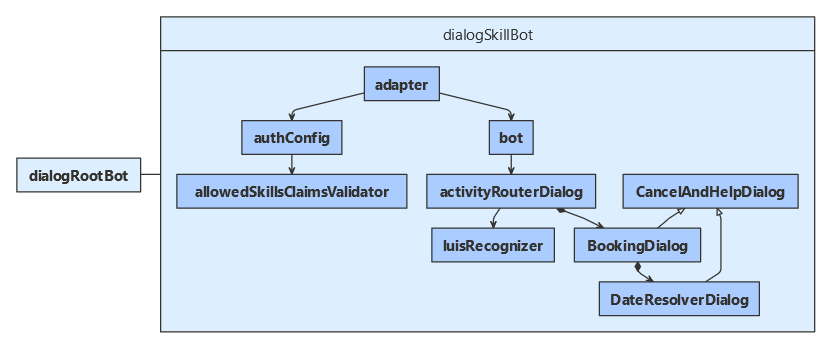 dialogSkillBot
adapter
authConfig
bot
dialogRootBot
allowedSkillsClaimsValidator
activityRouterDialog
CancelAndHelpDialog
luisRecognizer
BookingDialog
DateResolverDialog